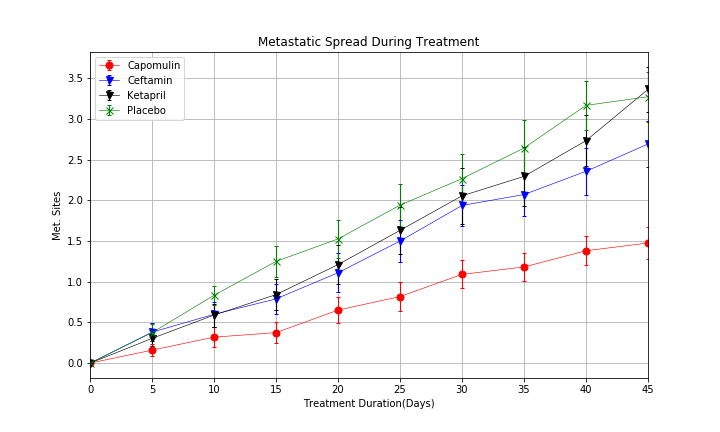 Metastatic Spread During Treatment
Capomulin
Ceftamin
Ketapril
Placebo
Met. Sites
3.5
3.0
2.5
2.0
1.5
1.0
0.5
0.0
0 5 10 15 20 25 30 35 40 45
Treatment Duration(Days)